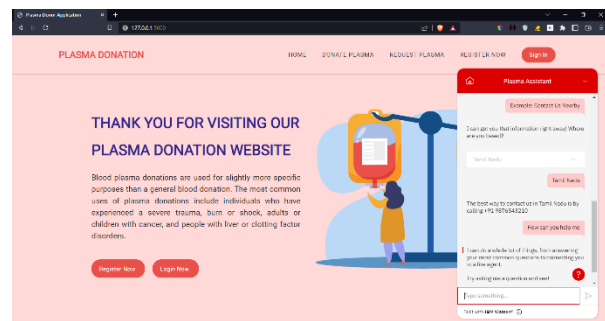 Plasma Donor Application
127.0.0.1:5000
PLASMA DONATION
HOME DONATE PLASMA REQUEST PLASMA REGISTER NOW Sign In
THANK YOU FOR VISITING OUR
PLASMA DONATION WEBSITE
Blood plasma donations are used for slightly more specific
purposes than a general blood donation. The most common
uses of plasma donations include individuals who have
experienced a severe trauma, burn or shock, adults or
children with cancer, and people with liver or clotting factor
disorders.
Register Now Login Now
Plasma Assistant
Example: Contact Us Nearby
I can get you that information right away! Where
are you based?
Tamil Nadu
Tamil Nadu
The best way to contact us in Tamil Nadu is by
calling +91 9876543210
How can you help me
I can do a whole lot of things, from answering
your most common questions to connecting you
to a live agent.
Try asking me a question and see!
?
Type something...
Built with IBM Watson